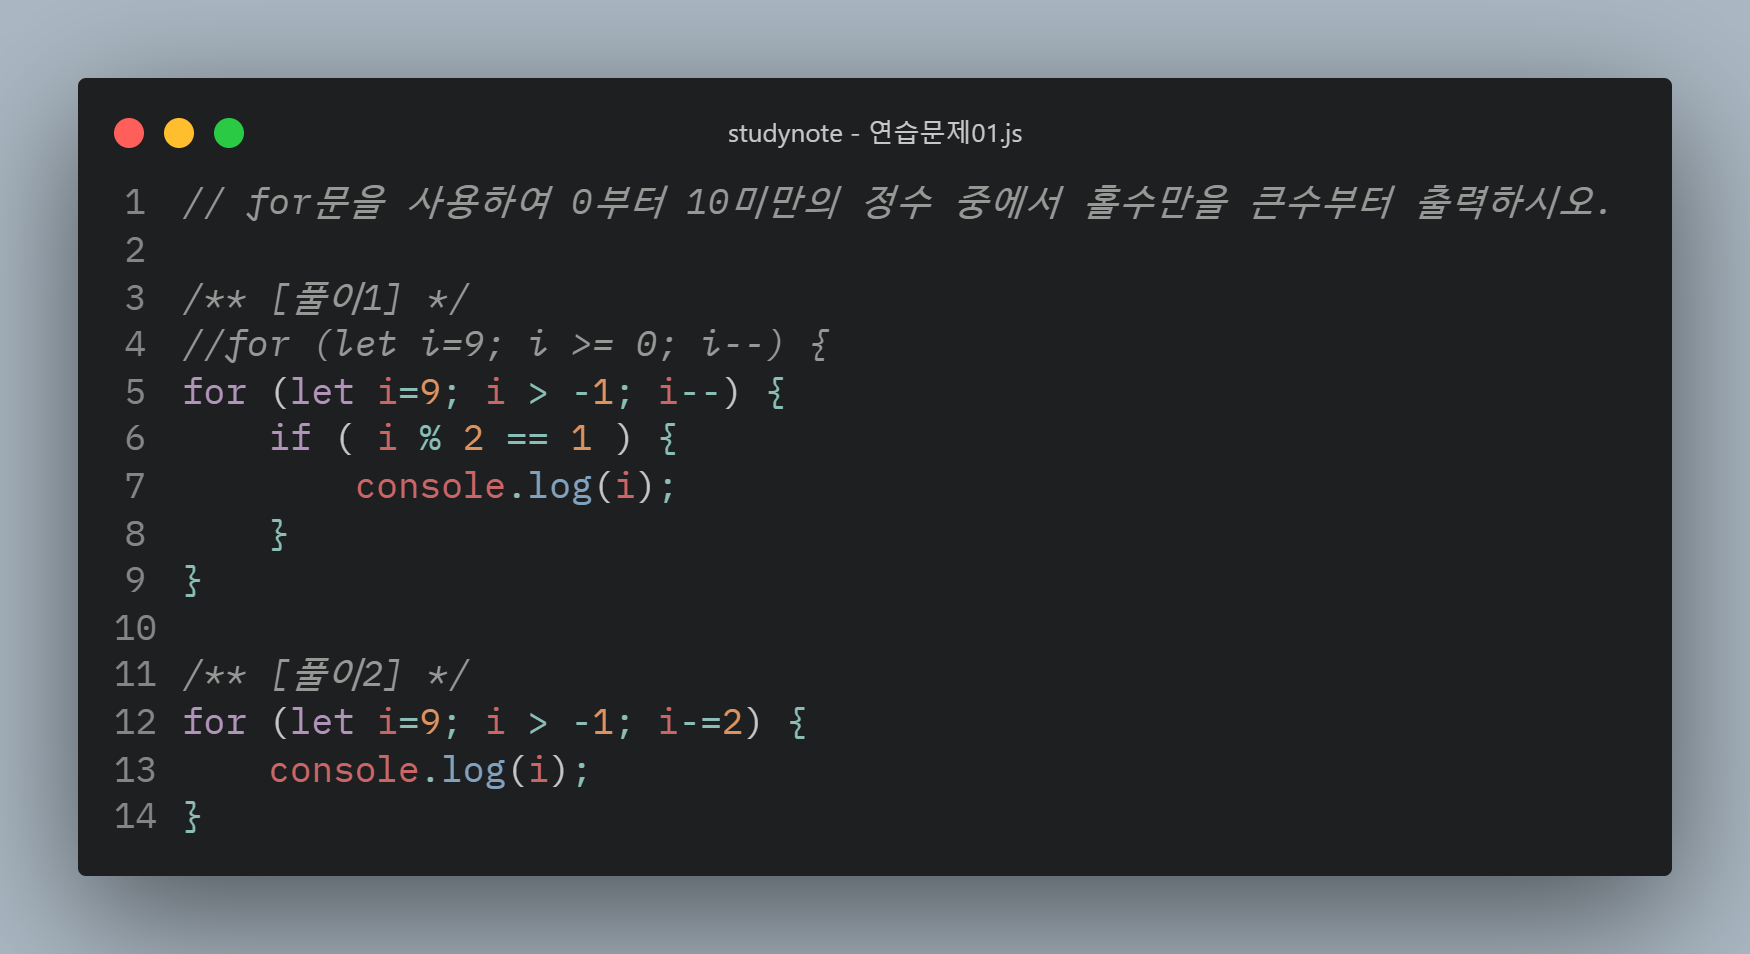 studynote - 연습문제01.js
1 // for문을 사용하여 0부터 10미만의 정수 중에서 홀수만을 큰수부터 출력하시오.
2
3 /** [풀이1] */
4 //for (let i=9; i >= 0; i--) {
5 for (let i=9; i > -1; i--) {
6     if ( i % 2 == 1 ) {
7         console.log(i);
8     }
9 }
10
11 /** [풀이2] */
12 for (let i=9; i > -1; i-=2) {
13     console.log(i);
14 }